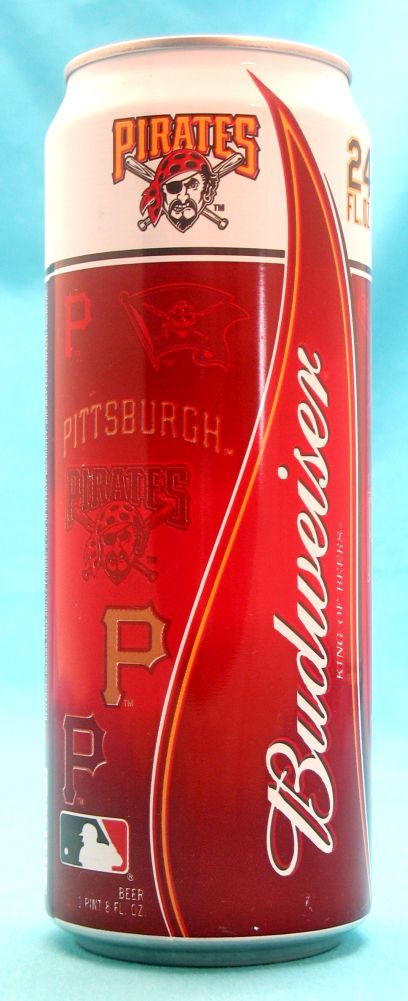 PIRATES
TM
24
FL. OZ
P
PITTSBURGH
TM
PIRATES
P
TM
P
TM
®
BEER
1 PINT 8 FL. OZ.
Budweiser
KING OF BEERS